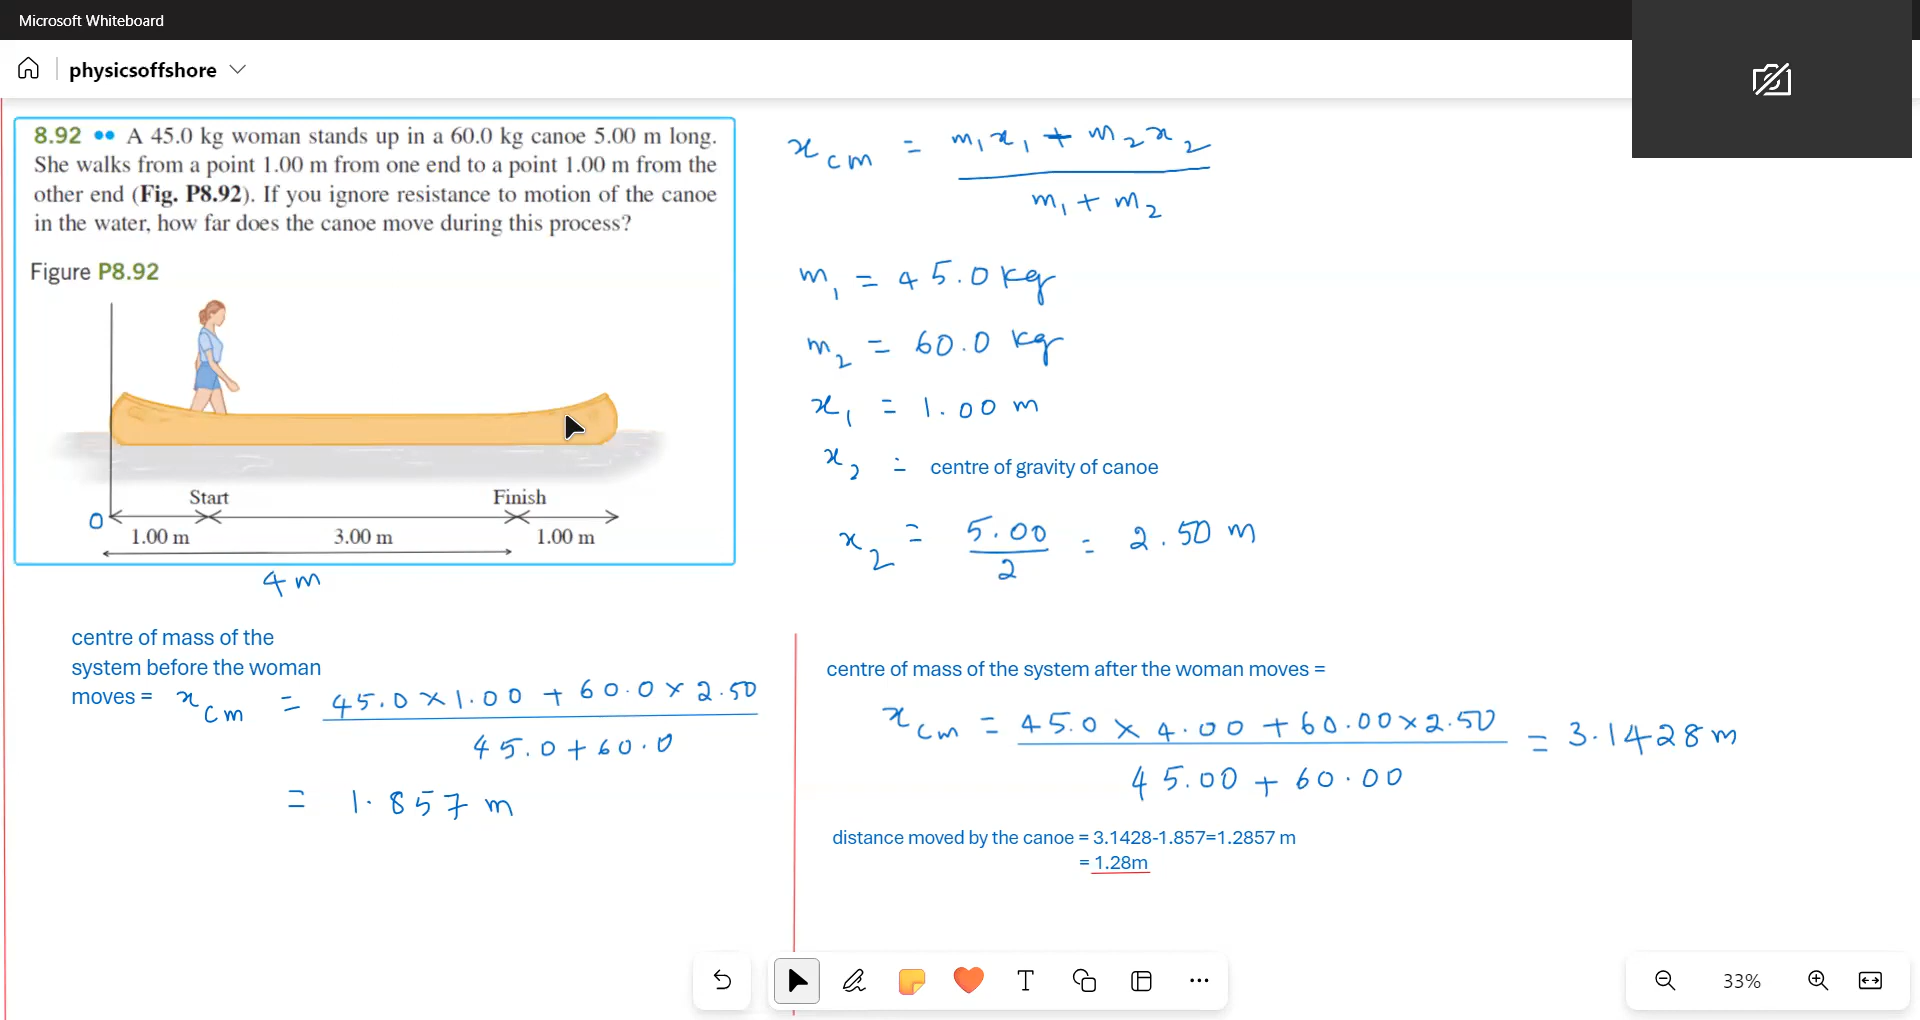 Microsoft Whiteboard
physicsoffshore
8.92 •• A 45.0 kg woman stands up in a 60.0 kg canoe 5.00 m long.
She walks from a point 1.00 m from one end to a point 1.00 m from the
other end (Fig. P8.92). If you ignore resistance to motion of the canoe
in the water, how far does the canoe move during this process?
Figure P8.92
Start Finish
O
1.00 m 3.00 m 1.00 m
4 m
x cm = m₁x₁ + m₂x₂
m₁ + m₂
m₁ = 45.0 kg
m₂ = 60.0 kg
x₁ = 1.00 m
x₂ = centre of gravity of canoe
x₂ = 5.00 = 2.50 m
2
centre of mass of the
system before the woman
moves = x cm = 45.0 × 1.00 + 60.0 × 2.50
45.0 + 60.0
= 1.857 m
centre of mass of the system after the woman moves =
x cm = 45.0 × 4.00 + 60.00 × 2.50 = 3.1428 m
45.00 + 60.00
distance moved by the canoe = 3.1428-1.857=1.2857 m
= 1.28m
T
33%